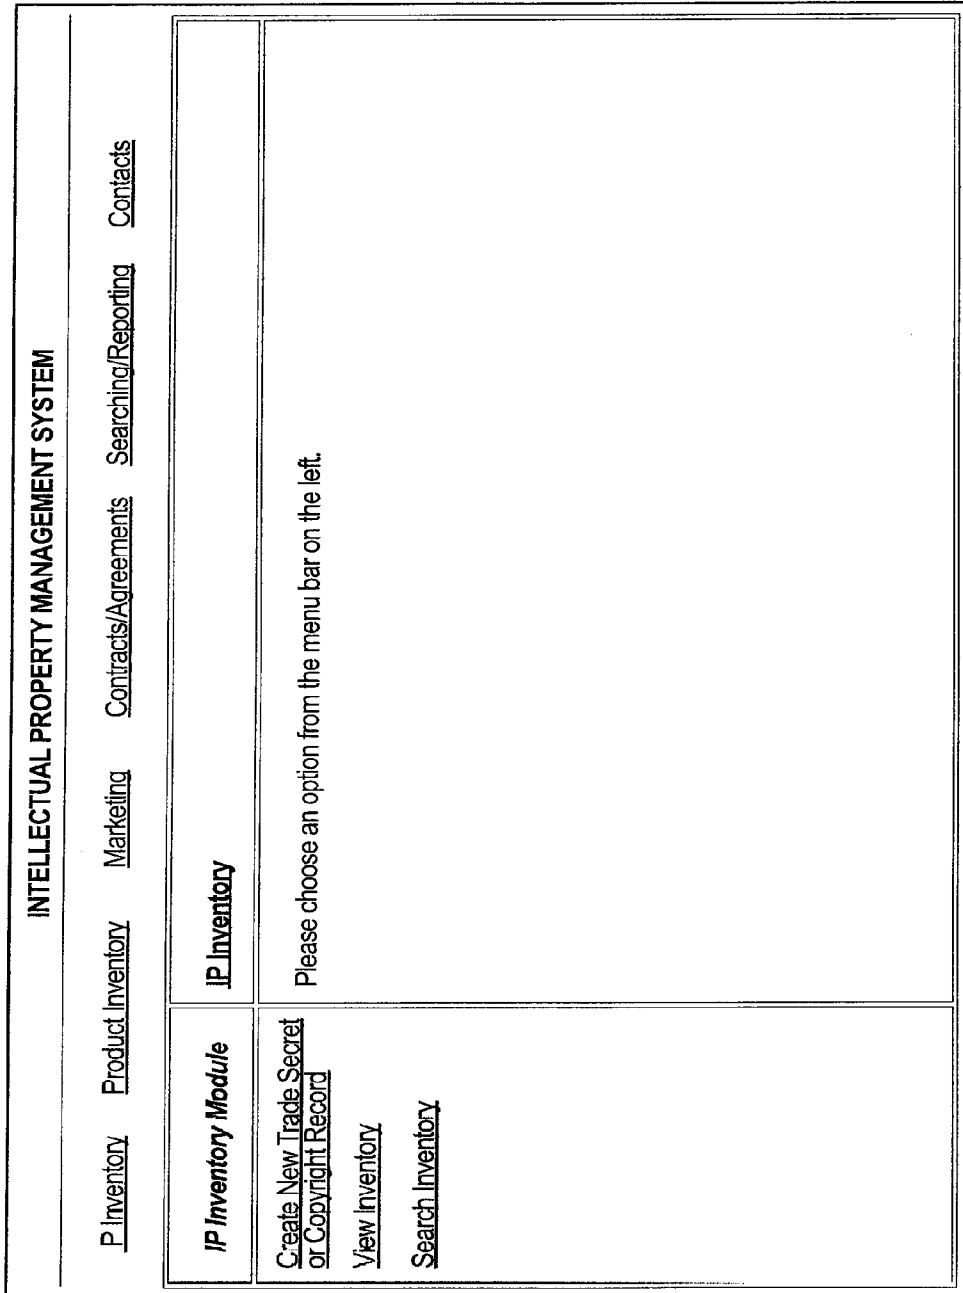 INTELLECTUAL PROPERTY MANAGEMENT SYSTEM
P Inventory Product Inventory Marketing Contracts/Agreements Searching/Reporting Contacts
IP Inventory Module
IP Inventory
Create New Trade Secret
or Copyright Record
View Inventory
Search Inventory
Please choose an option from the menu bar on the left.